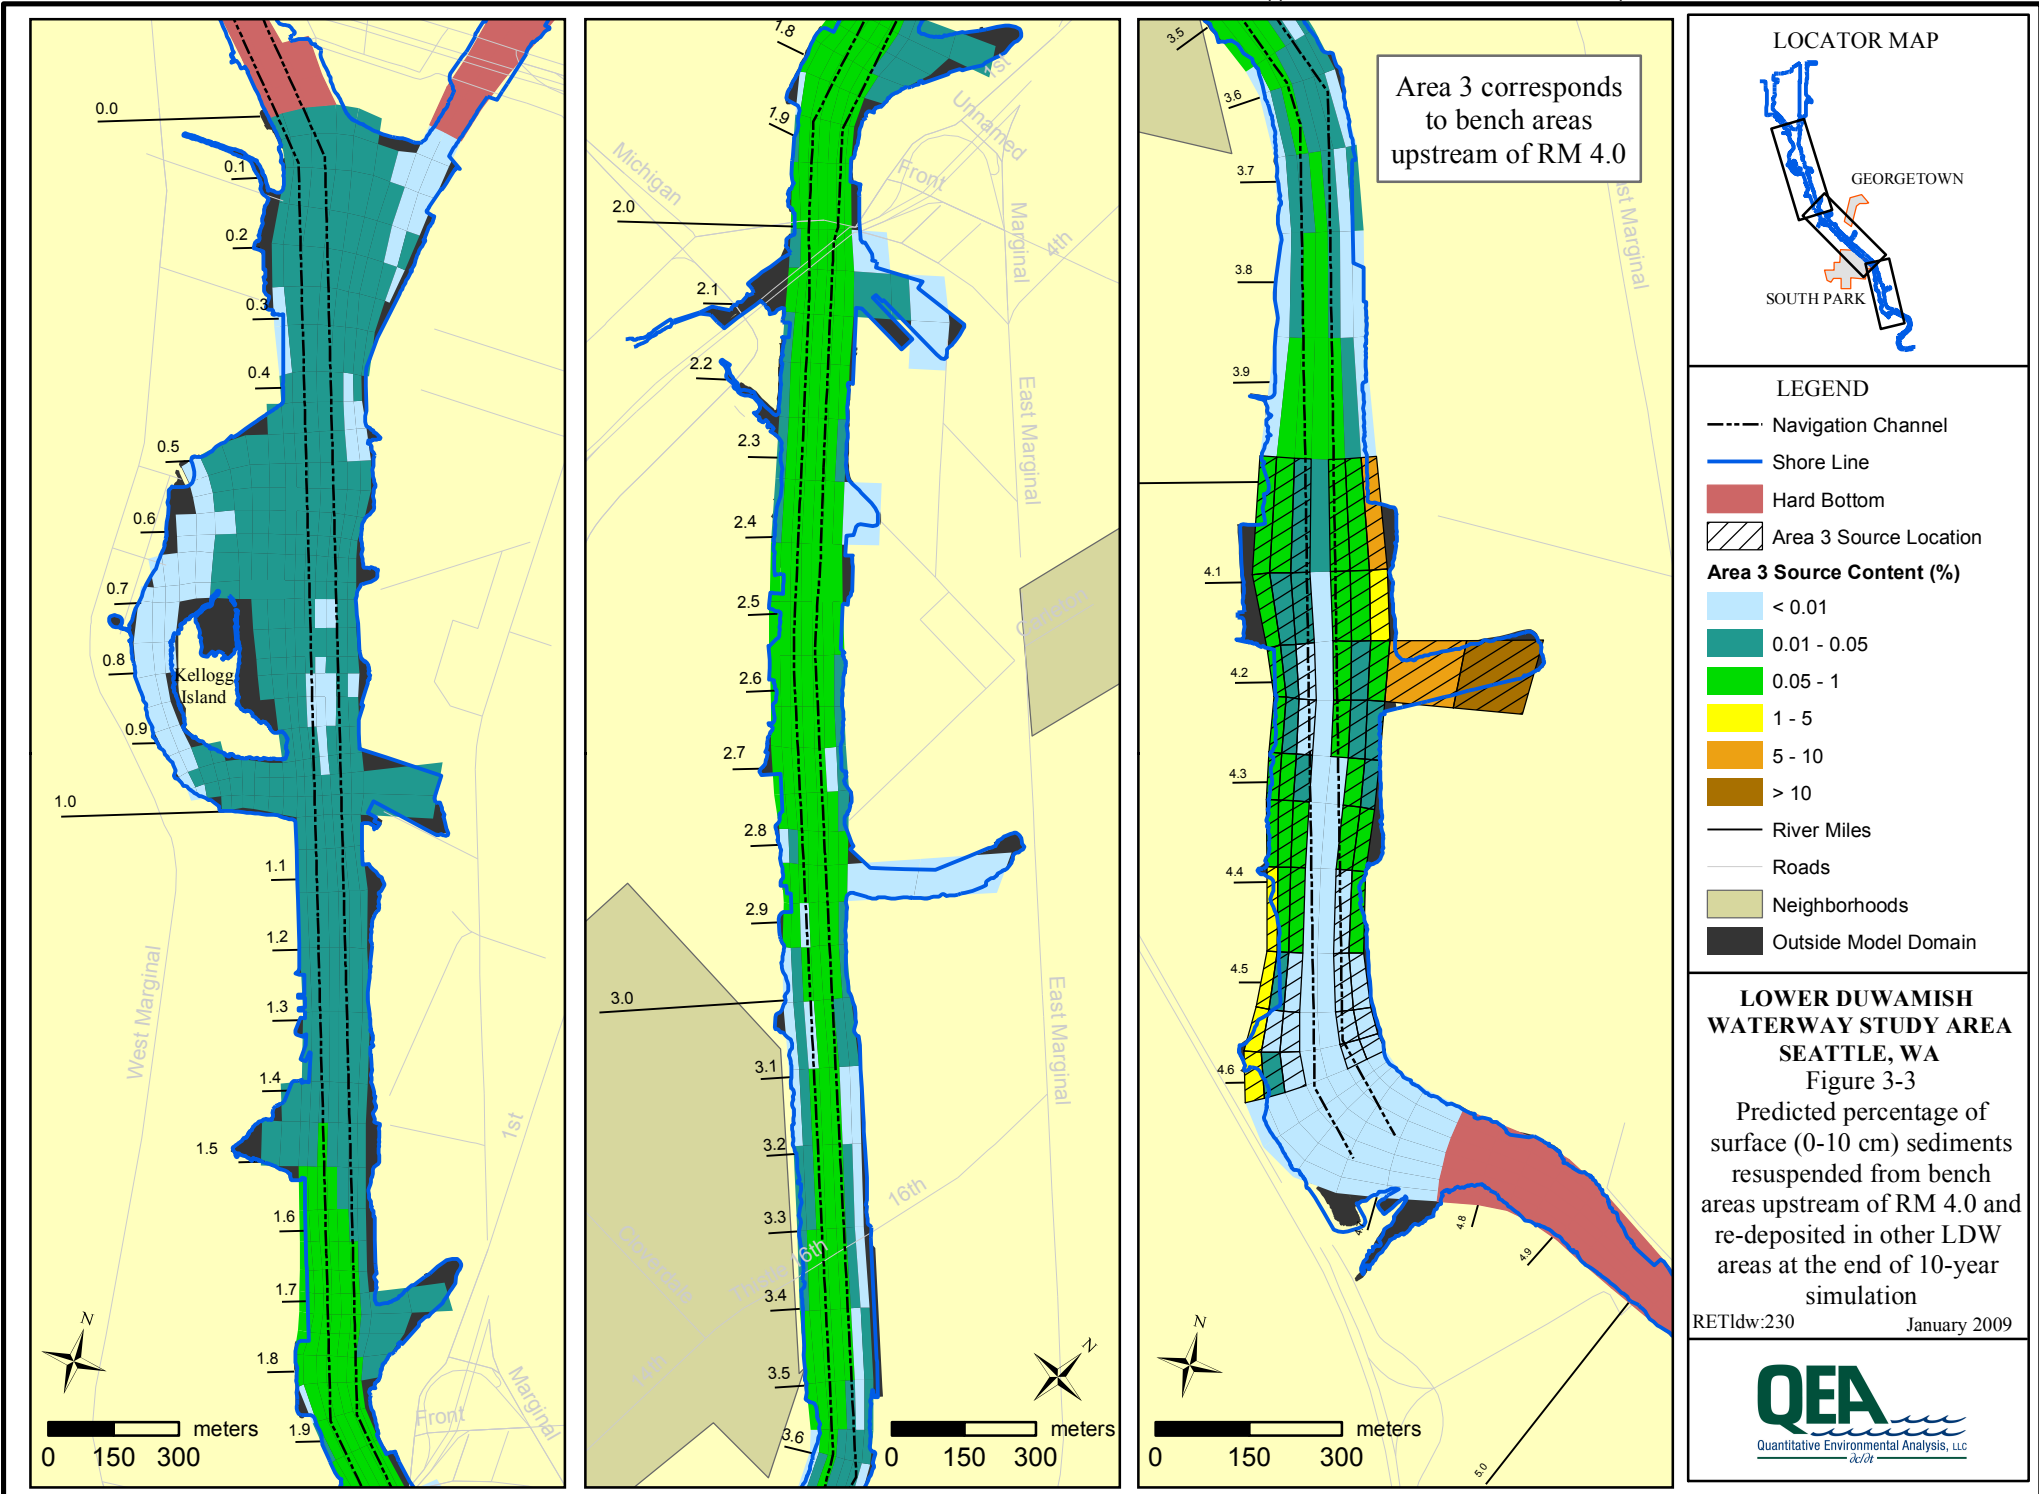 0.0
0.1
0.2
0.3
0.4
0.5
0.6
0.7
0.8
Kellogg
Island
0.9
1.0
1.1
1.2
1.3
1.4
1.5
1.6
1.7
1.8
1.9
West Marginal
1st
Front
Marginal
N
meters
0 150 300
1.8
1.9
2.0
2.1
2.2
2.3
2.4
2.5
2.6
2.7
2.8
2.9
3.0
3.1
3.2
3.3
3.4
3.5
3.6
Michigan
1st
Unnamed
Front
Marginal
4th
East Marginal
Carleton
East Marginal
16th
Thistle 16th
Cloverdale
14th
N
meters
0 150 300
Area 3 corresponds
to bench areas
upstream of RM 4.0
3.5
3.6
3.7
3.8
3.9
4.1
4.2
4.3
4.4
4.5
4.6
4.8
4.9
5.0
st Marginal
N
meters
0 150 300
LOCATOR MAP
GEORGETOWN
SOUTH PARK
LEGEND
Navigation Channel
Shore Line
Hard Bottom
Area 3 Source Location
Area 3 Source Content (%)
< 0.01
0.01 - 0.05
0.05 - 1
1 - 5
5 - 10
> 10
River Miles
Roads
Neighborhoods
Outside Model Domain
LOWER DUWAMISH
WATERWAY STUDY AREA
SEATTLE, WA
Figure 3-3
Predicted percentage of
surface (0-10 cm) sediments
resuspended from bench
areas upstream of RM 4.0 and
re-deposited in other LDW
areas at the end of 10-year
simulation
RETldw:230
January 2009
QEA
Quantitative Environmental Analysis, LLC
∂c/∂t